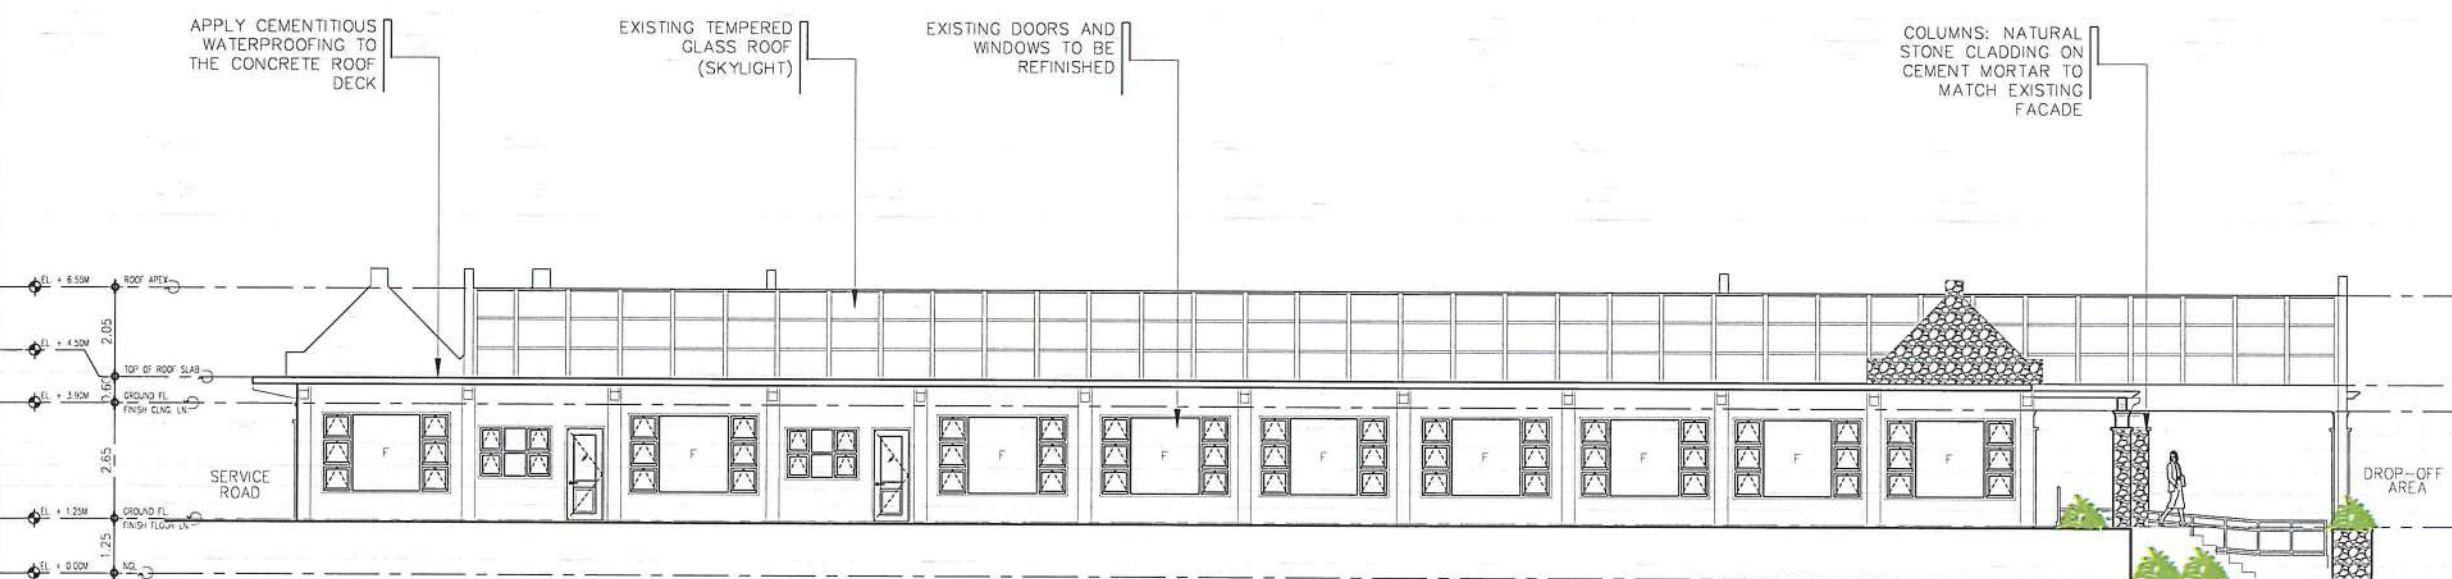 APPLY CEMENTITIOUS
WATERPROOFING TO
THE CONCRETE ROOF
DECK
EXISTING TEMPERED
GLASS ROOF
(SKYLIGHT)
EXISTING DOORS AND
WINDOWS TO BE
REFINISHED
COLUMNS: NATURAL
STONE CLADDING ON
CEMENT MORTAR TO
MATCH EXISTING
FACADE
EL. + 6.55M
ROOF APEX
2.05
EL. + 4.50M
TOP OF ROOF SLAB
EL. + 3.90M
GROUND FL.
FINISH CLNG LN.
2.65
SERVICE
ROAD
F
F
F
F
F
F
F
F
F
DROP-OFF
AREA
EL. + 1.25M
GROUND FL.
FINISH FLOOR LN
1.25
EL. + 0.00M
NGL